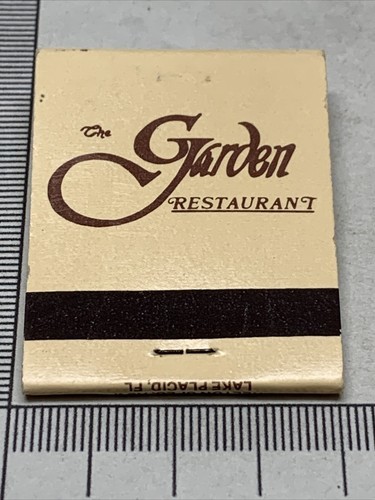 The
Garden
RESTAURANT
LAKE PLACID, FL